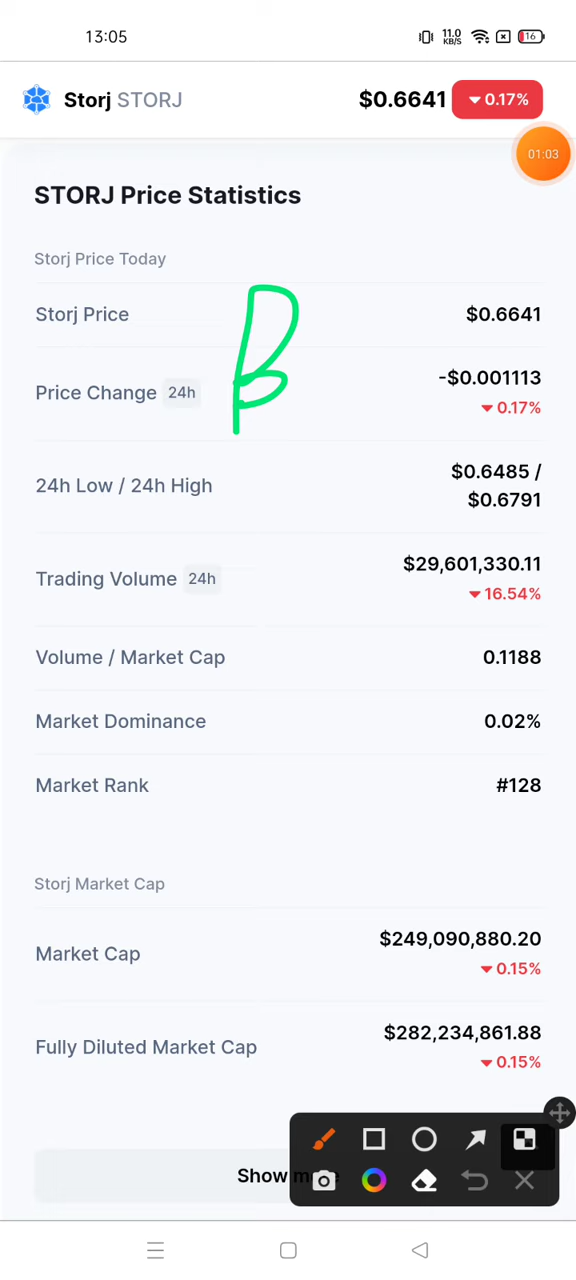 13:05 11.0 KB/S 16
Storj STORJ $0.6641 0.17%
01:03
STORJ Price Statistics
Storj Price Today
Storj Price $0.6641
Price Change 24h -$0.001113
0.17%
24h Low / 24h High $0.6485 /
$0.6791
Trading Volume 24h $29,601,330.11
16.54%
Volume / Market Cap 0.1188
Market Dominance 0.02%
Market Rank #128
Storj Market Cap
Market Cap $249,090,880.20
0.15%
Fully Diluted Market Cap $282,234,861.88
0.15%
Show